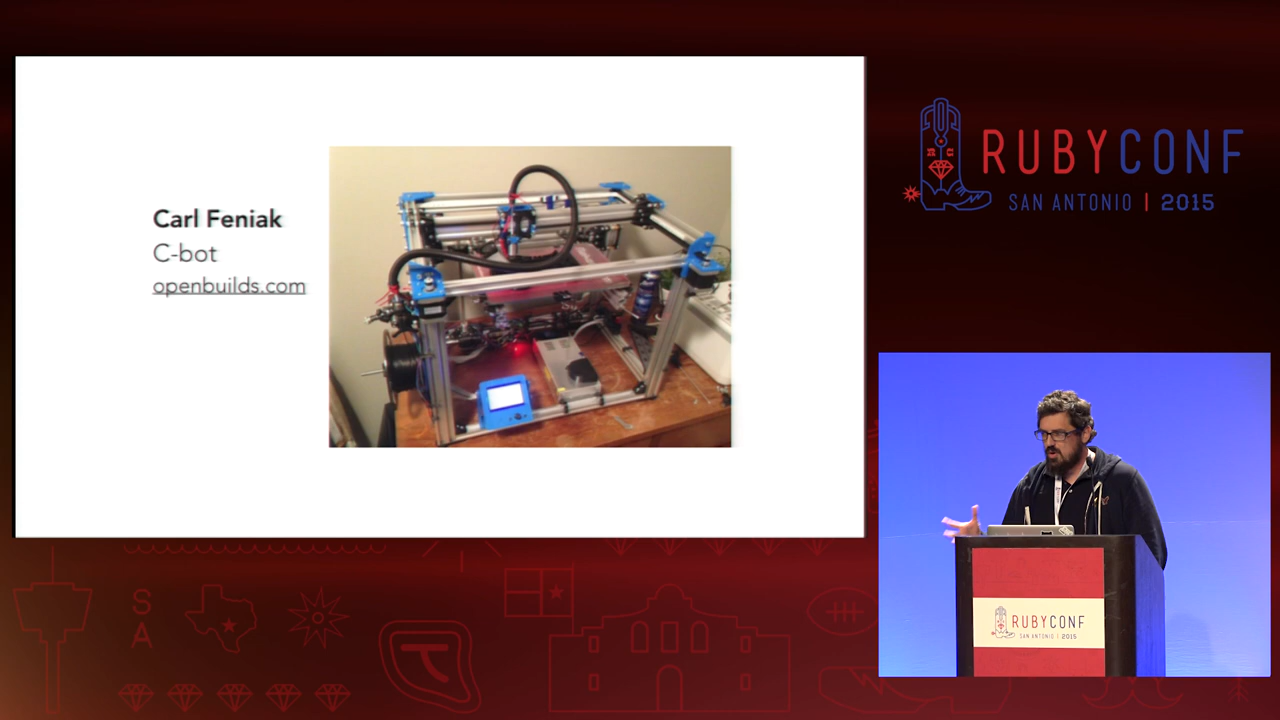 Carl Feniak
C-bot
openbuilds.com
RUBYCONF
SAN ANTONIO | 2015
RUBYCONF
SAN ANTONIO | 2015
S
A